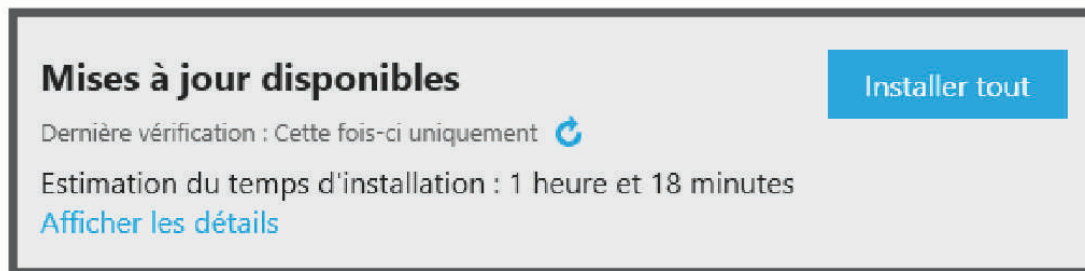 Mises à jour disponibles
Installer tout
Dernière vérification : Cette fois-ci uniquement
Estimation du temps d'installation : 1 heure et 18 minutes
Afficher les détails